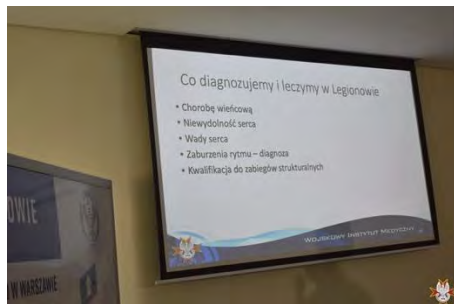 Co diagnozujemy i leczymy w Legionowie
• Chorobę wieńcową
• Niewydolność serca
• Wady serca
• Zaburzenia rytmu – diagnoza
• Kwalifikacja do zabiegów strukturalnych
WOJSKOWY INSTYTUT MEDYCZNY
OWIE
W WARSZAWIE